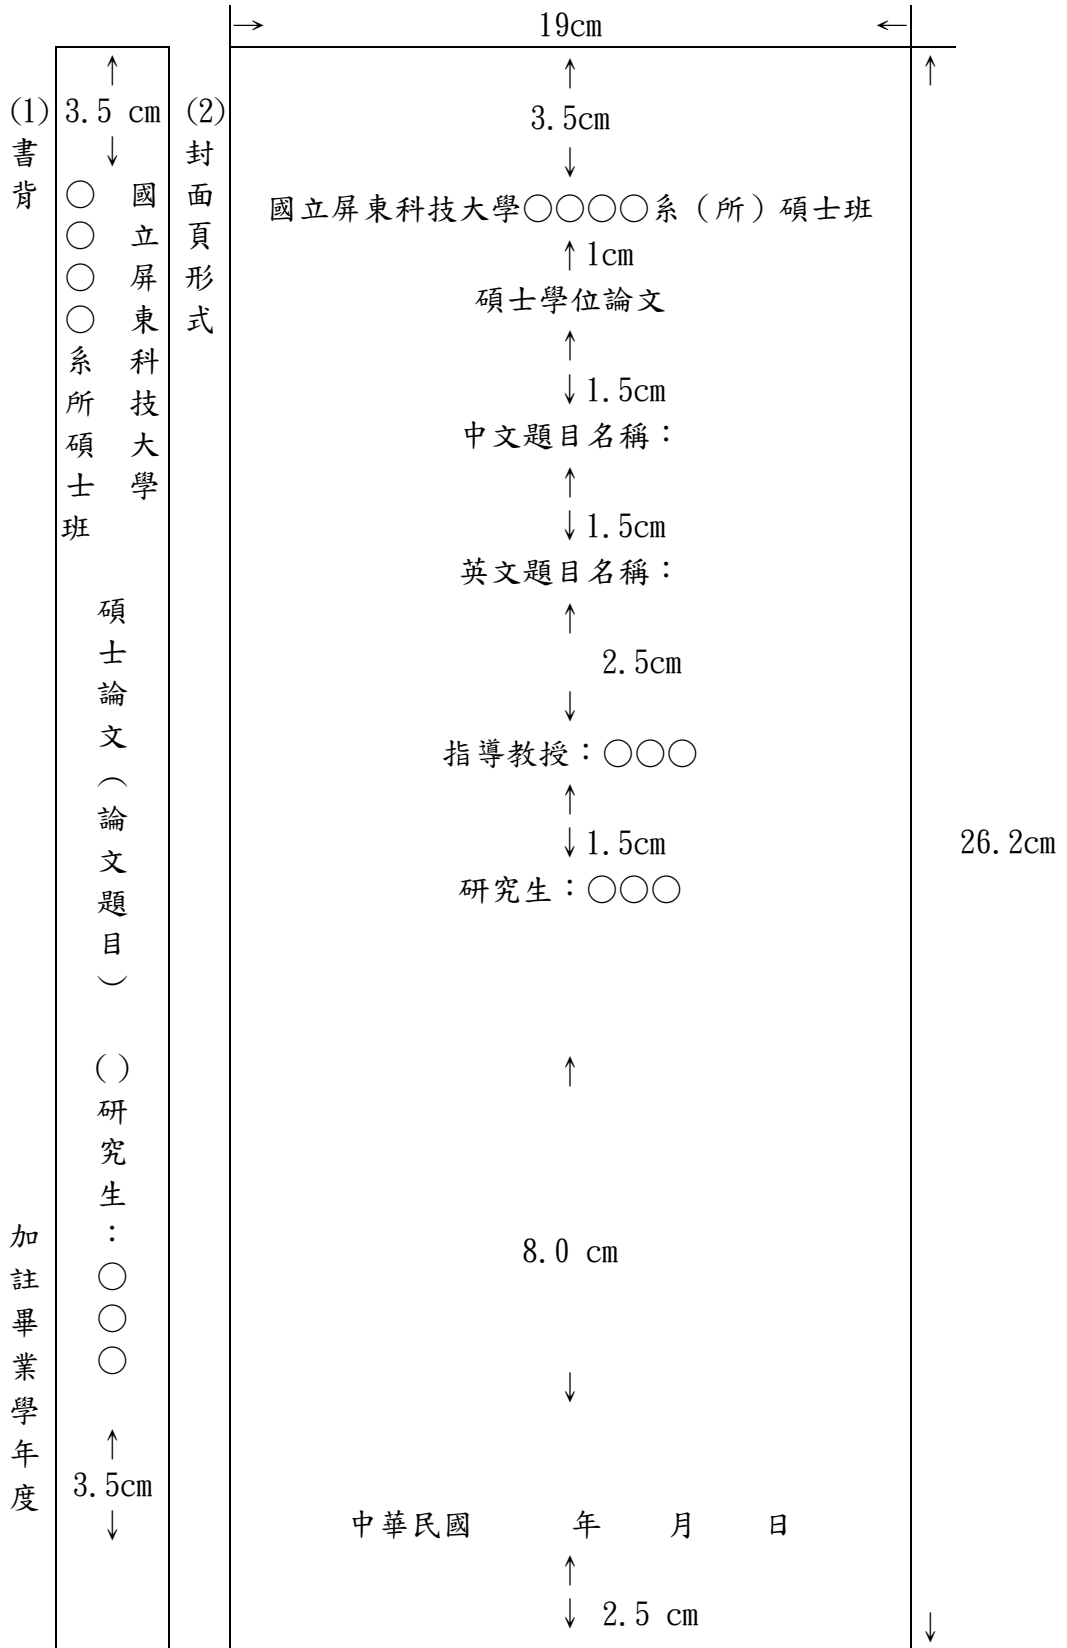 (1)書背
↑
3.5 cm
↓
國立屏東科技大學
○○○○系所碩士班
碩士論文（論文題目）
( )研究生：○○○
↑
3.5cm
↓
加註畢業學年度
(2)封面頁形式
→ 19cm ←
↑
3.5cm
↓
國立屏東科技大學○○○○系（所）碩士班
↑1cm
碩士學位論文
↑
↓1.5cm
中文題目名稱：
↑
↓1.5cm
英文題目名稱：
↑
2.5cm
↓
指導教授：○○○
↑
↓1.5cm
研究生：○○○
↑
8.0 cm
↓
中華民國 年 月 日
↑
↓ 2.5 cm
↑
26.2cm
↓